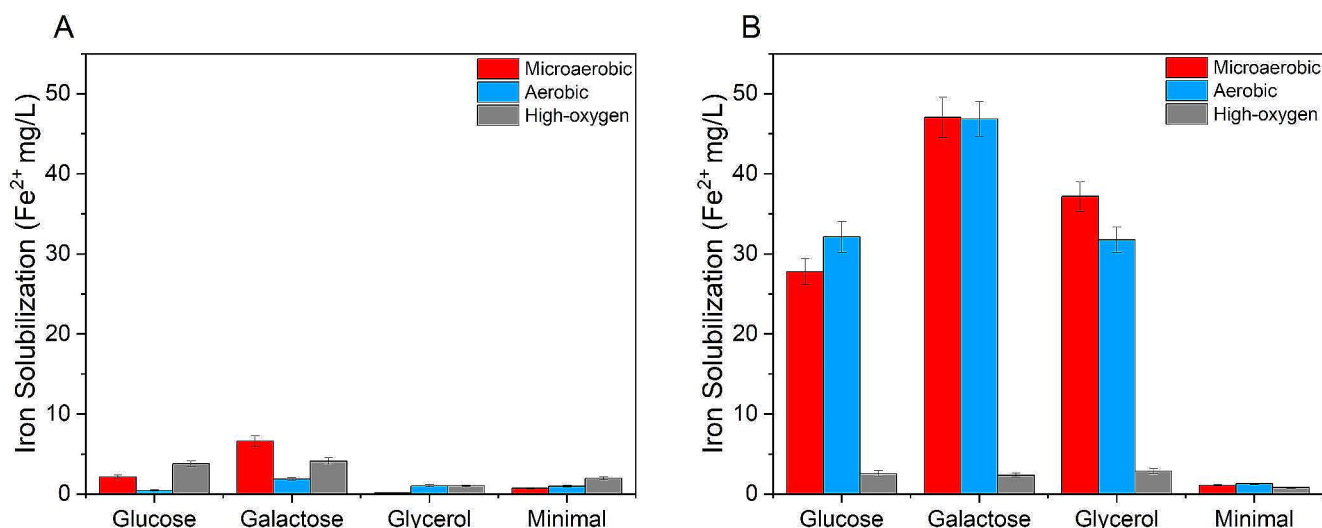 A
Iron Solubilization (Fe²⁺ mg/L)
50
40
30
20
10
0
Microaerobic
Aerobic
High-oxygen
Glucose Galactose Glycerol Minimal
B
Iron Solubilization (Fe²⁺ mg/L)
50
40
30
20
10
0
Microaerobic
Aerobic
High-oxygen
Glucose Galactose Glycerol Minimal